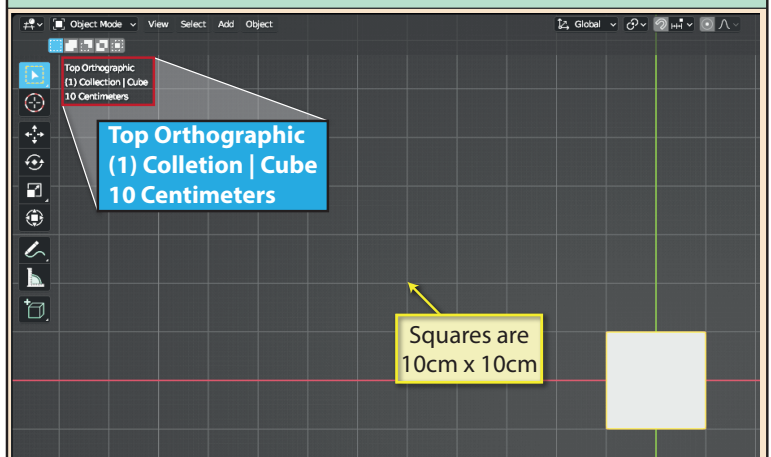 Object Mode View Select Add Object Global
Top Orthographic
(1) Collection | Cube
10 Centimeters
Top Orthographic
(1) Colletion | Cube
10 Centimeters
Squares are
10cm x 10cm